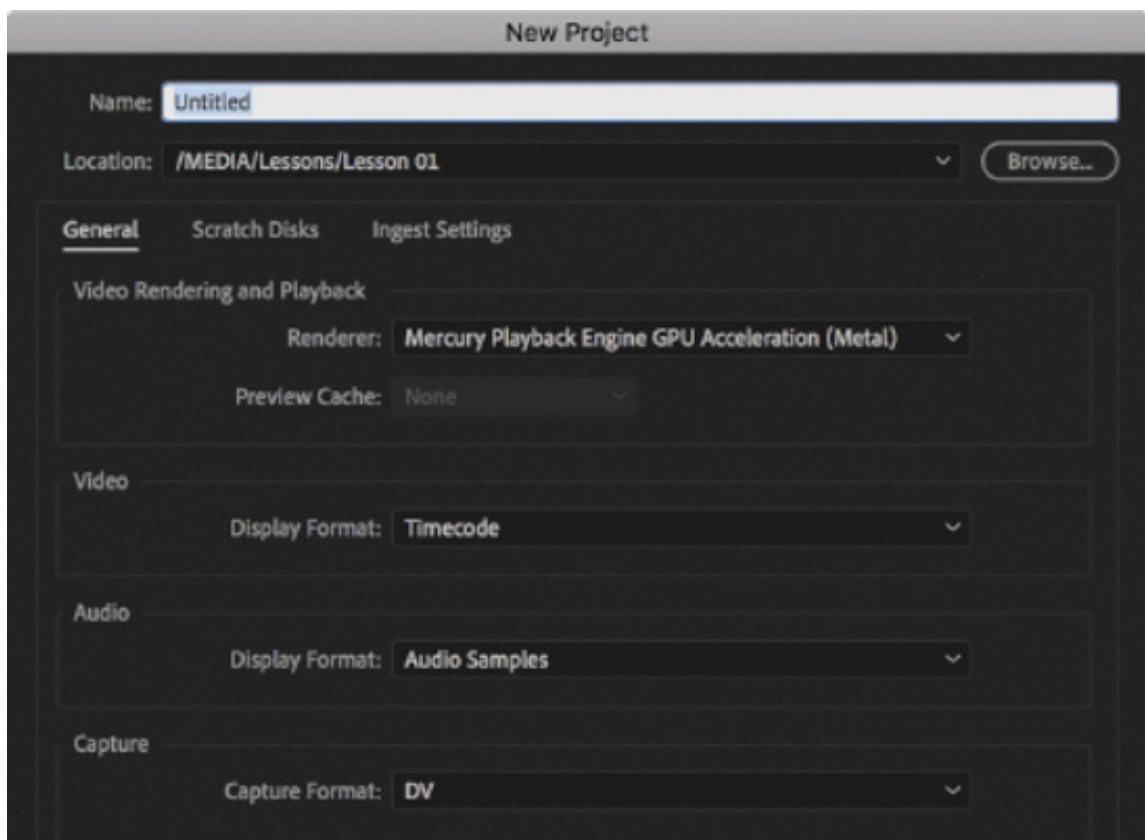 New Project
Name: Untitled
Location: /MEDIA/Lessons/Lesson 01 Browse...
General Scratch Disks Ingest Settings
Video Rendering and Playback
Renderer: Mercury Playback Engine GPU Acceleration (Metal)
Preview Cache: None
Video
Display Format: Timecode
Audio
Display Format: Audio Samples
Capture
Capture Format: DV